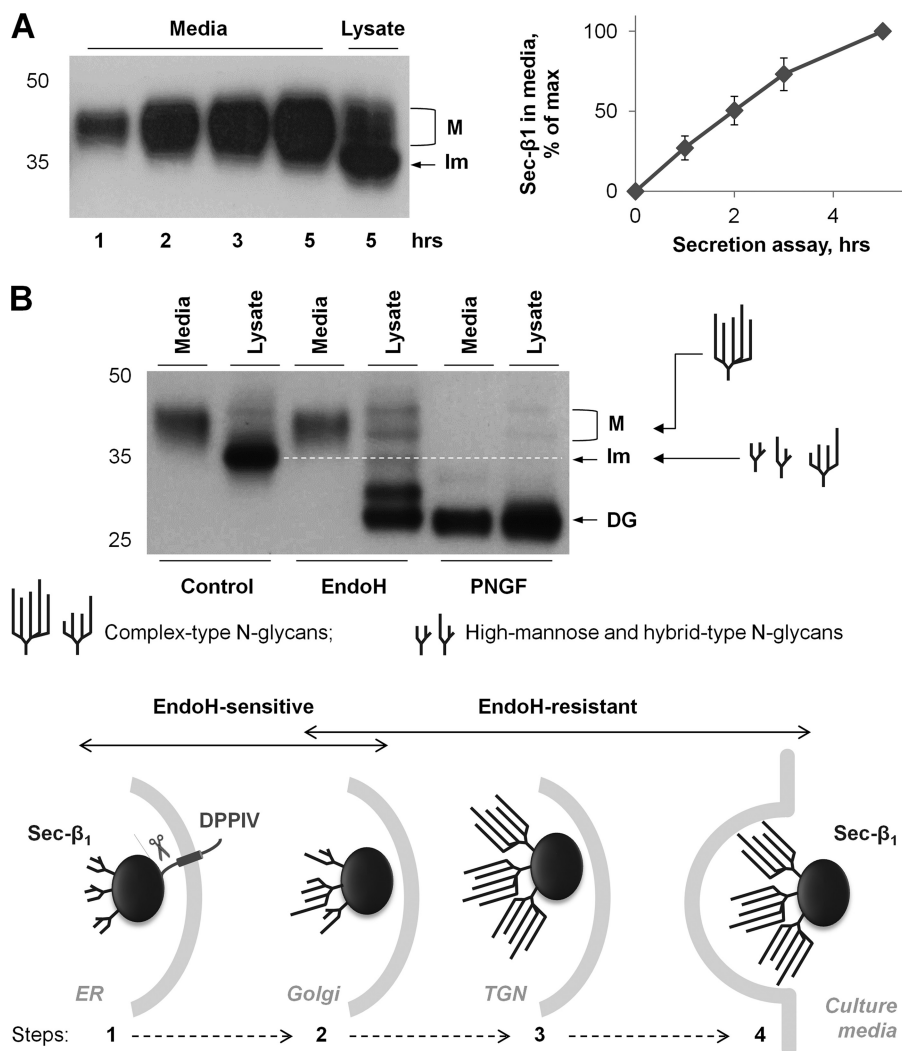 A
Media
Lysate
50
35
M
Im
1 2 3 5 5 hrs
Sec-β1 in media,
% of max
100
50
0
0 2 4
Secretion assay, hrs
B
Media Lysate Media Lysate Media Lysate
50
35
25
M
Im
DG
Control EndoH PNGF
Complex-type N-glycans;
High-mannose and hybrid-type N-glycans
EndoH-sensitive
EndoH-resistant
Sec-β₁
DPPIV
Sec-β₁
ER
Golgi
TGN
Culture
media
Steps: 1 2 3 4